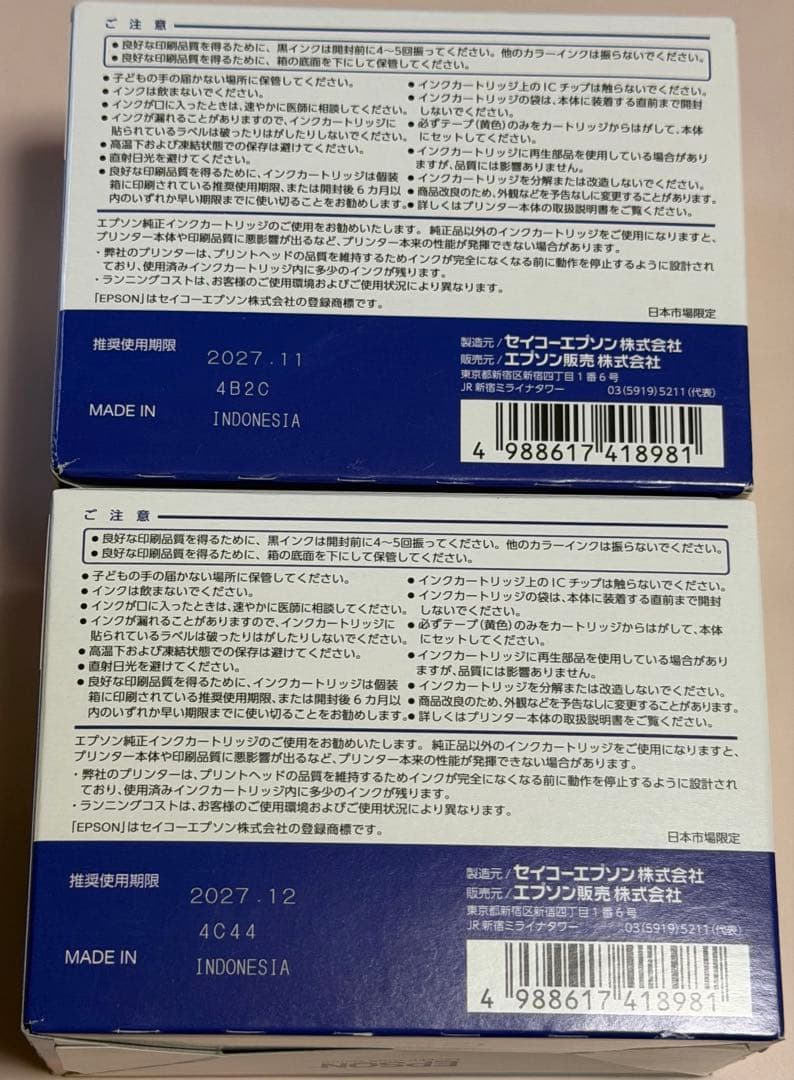 ご 注 意
●良好な印刷品質を得るために、黒インクは開封前に4～5回振ってください。他のカラーインクは振らないでください。
●良好な印刷品質を得るために、箱の底面を下にして保管してください。
●子どもの手の届かない場所に保管してください。
●インクは飲まないでください。
●インクが口に入ったときは、速やかに医師に相談してください。
●インクが漏れることがありますので、インクカートリッジに
貼られているラベルは破ったりはがしたりしないでください。
●高温下および凍結状態での保存は避けてください。
●直射日光を避けてください。
●良好な印刷品質を得るために、インクカートリッジは個装
箱に印刷されている推奨使用期限、または開封後6カ月以
内のいずれか早い期限までに使い切ることをお勧めします。
●インクカートリッジ上のICチップは触らないでください。
●インクカートリッジの袋は、本体に装着する直前まで開封
しないでください。
●必ずテープ(黄色)のみをカートリッジからはがして、本体
にセットしてください。
●インクカートリッジに再生部品を使用している場合があり
ますが、品質には影響ありません。
●インクカートリッジを分解または改造しないでください。
●商品改良のため、外観などを予告なしに変更することがあります。
●詳しくはプリンター本体の取扱説明書をご覧ください。
エプソン純正インクカートリッジのご使用をお勧めいたします。純正品以外のインクカートリッジをご使用になりますと、
プリンター本体や印刷品質に悪影響が出るなど、プリンター本来の性能が発揮できない場合があります。
・弊社のプリンターは、プリントヘッドの品質を維持するためインクが完全になくなる前に動作を停止するように設計され
ており、使用済みインクカートリッジ内に多少のインクが残ります。
・ランニングコストは、お客様のご使用環境およびご使用状況により異なります。
「EPSON」はセイコーエプソン株式会社の登録商標です。
日本市場限定
推奨使用期限
2027.11
4B2C
MADE IN
INDONESIA
製造元/セイコーエプソン株式会社
販売元/エプソン販売株式会社
東京都新宿区新宿四丁目1番6号
JR新宿ミライナタワー 03(5919)5211(代表)
4 988617 418981
ご 注 意
●良好な印刷品質を得るために、黒インクは開封前に4～5回振ってください。他のカラーインクは振らないでください。
●良好な印刷品質を得るために、箱の底面を下にして保管してください。
●子どもの手の届かない場所に保管してください。
●インクは飲まないでください。
●インクが口に入ったときは、速やかに医師に相談してください。
●インクが漏れることがありますので、インクカートリッジに
貼られているラベルは破ったりはがしたりしないでください。
●高温下および凍結状態での保存は避けてください。
●直射日光を避けてください。
●良好な印刷品質を得るために、インクカートリッジは個装
箱に印刷されている推奨使用期限、または開封後6カ月以
内のいずれか早い期限までに使い切ることをお勧めします。
●インクカートリッジ上のICチップは触らないでください。
●インクカートリッジの袋は、本体に装着する直前まで開封
しないでください。
●必ずテープ(黄色)のみをカートリッジからはがして、本体
にセットしてください。
●インクカートリッジに再生部品を使用している場合があり
ますが、品質には影響ありません。
●インクカートリッジを分解または改造しないでください。
●商品改良のため、外観などを予告なしに変更することがあります。
●詳しくはプリンター本体の取扱説明書をご覧ください。
エプソン純正インクカートリッジのご使用をお勧めいたします。純正品以外のインクカートリッジをご使用になりますと、
プリンター本体や印刷品質に悪影響が出るなど、プリンター本来の性能が発揮できない場合があります。
・弊社のプリンターは、プリントヘッドの品質を維持するためインクが完全になくなる前に動作を停止するように設計され
ており、使用済みインクカートリッジ内に多少のインクが残ります。
・ランニングコストは、お客様のご使用環境およびご使用状況により異なります。
「EPSON」はセイコーエプソン株式会社の登録商標です。
日本市場限定
推奨使用期限
2027.12
4C44
MADE IN
INDONESIA
製造元/セイコーエプソン株式会社
販売元/エプソン販売株式会社
東京都新宿区新宿四丁目1番6号
JR新宿ミライナタワー 03(5919)5211(代表)
4 988617 418981
EPSON